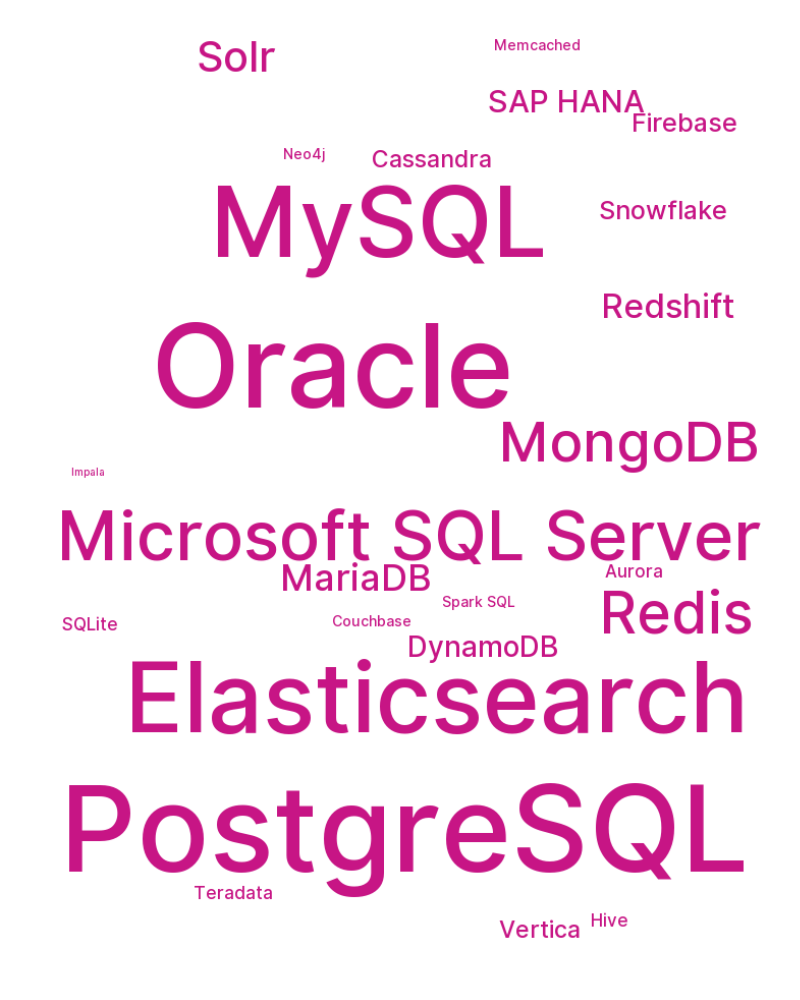 Solr
Memcached
SAP HANA
Firebase
Neo4j
Cassandra
MySQL
Snowflake
Redshift
Oracle
MongoDB
Impala
Microsoft SQL Server
MariaDB
Aurora
Spark SQL
Redis
SQLite
Couchbase
DynamoDB
Elasticsearch
PostgreSQL
Teradata
Vertica
Hive